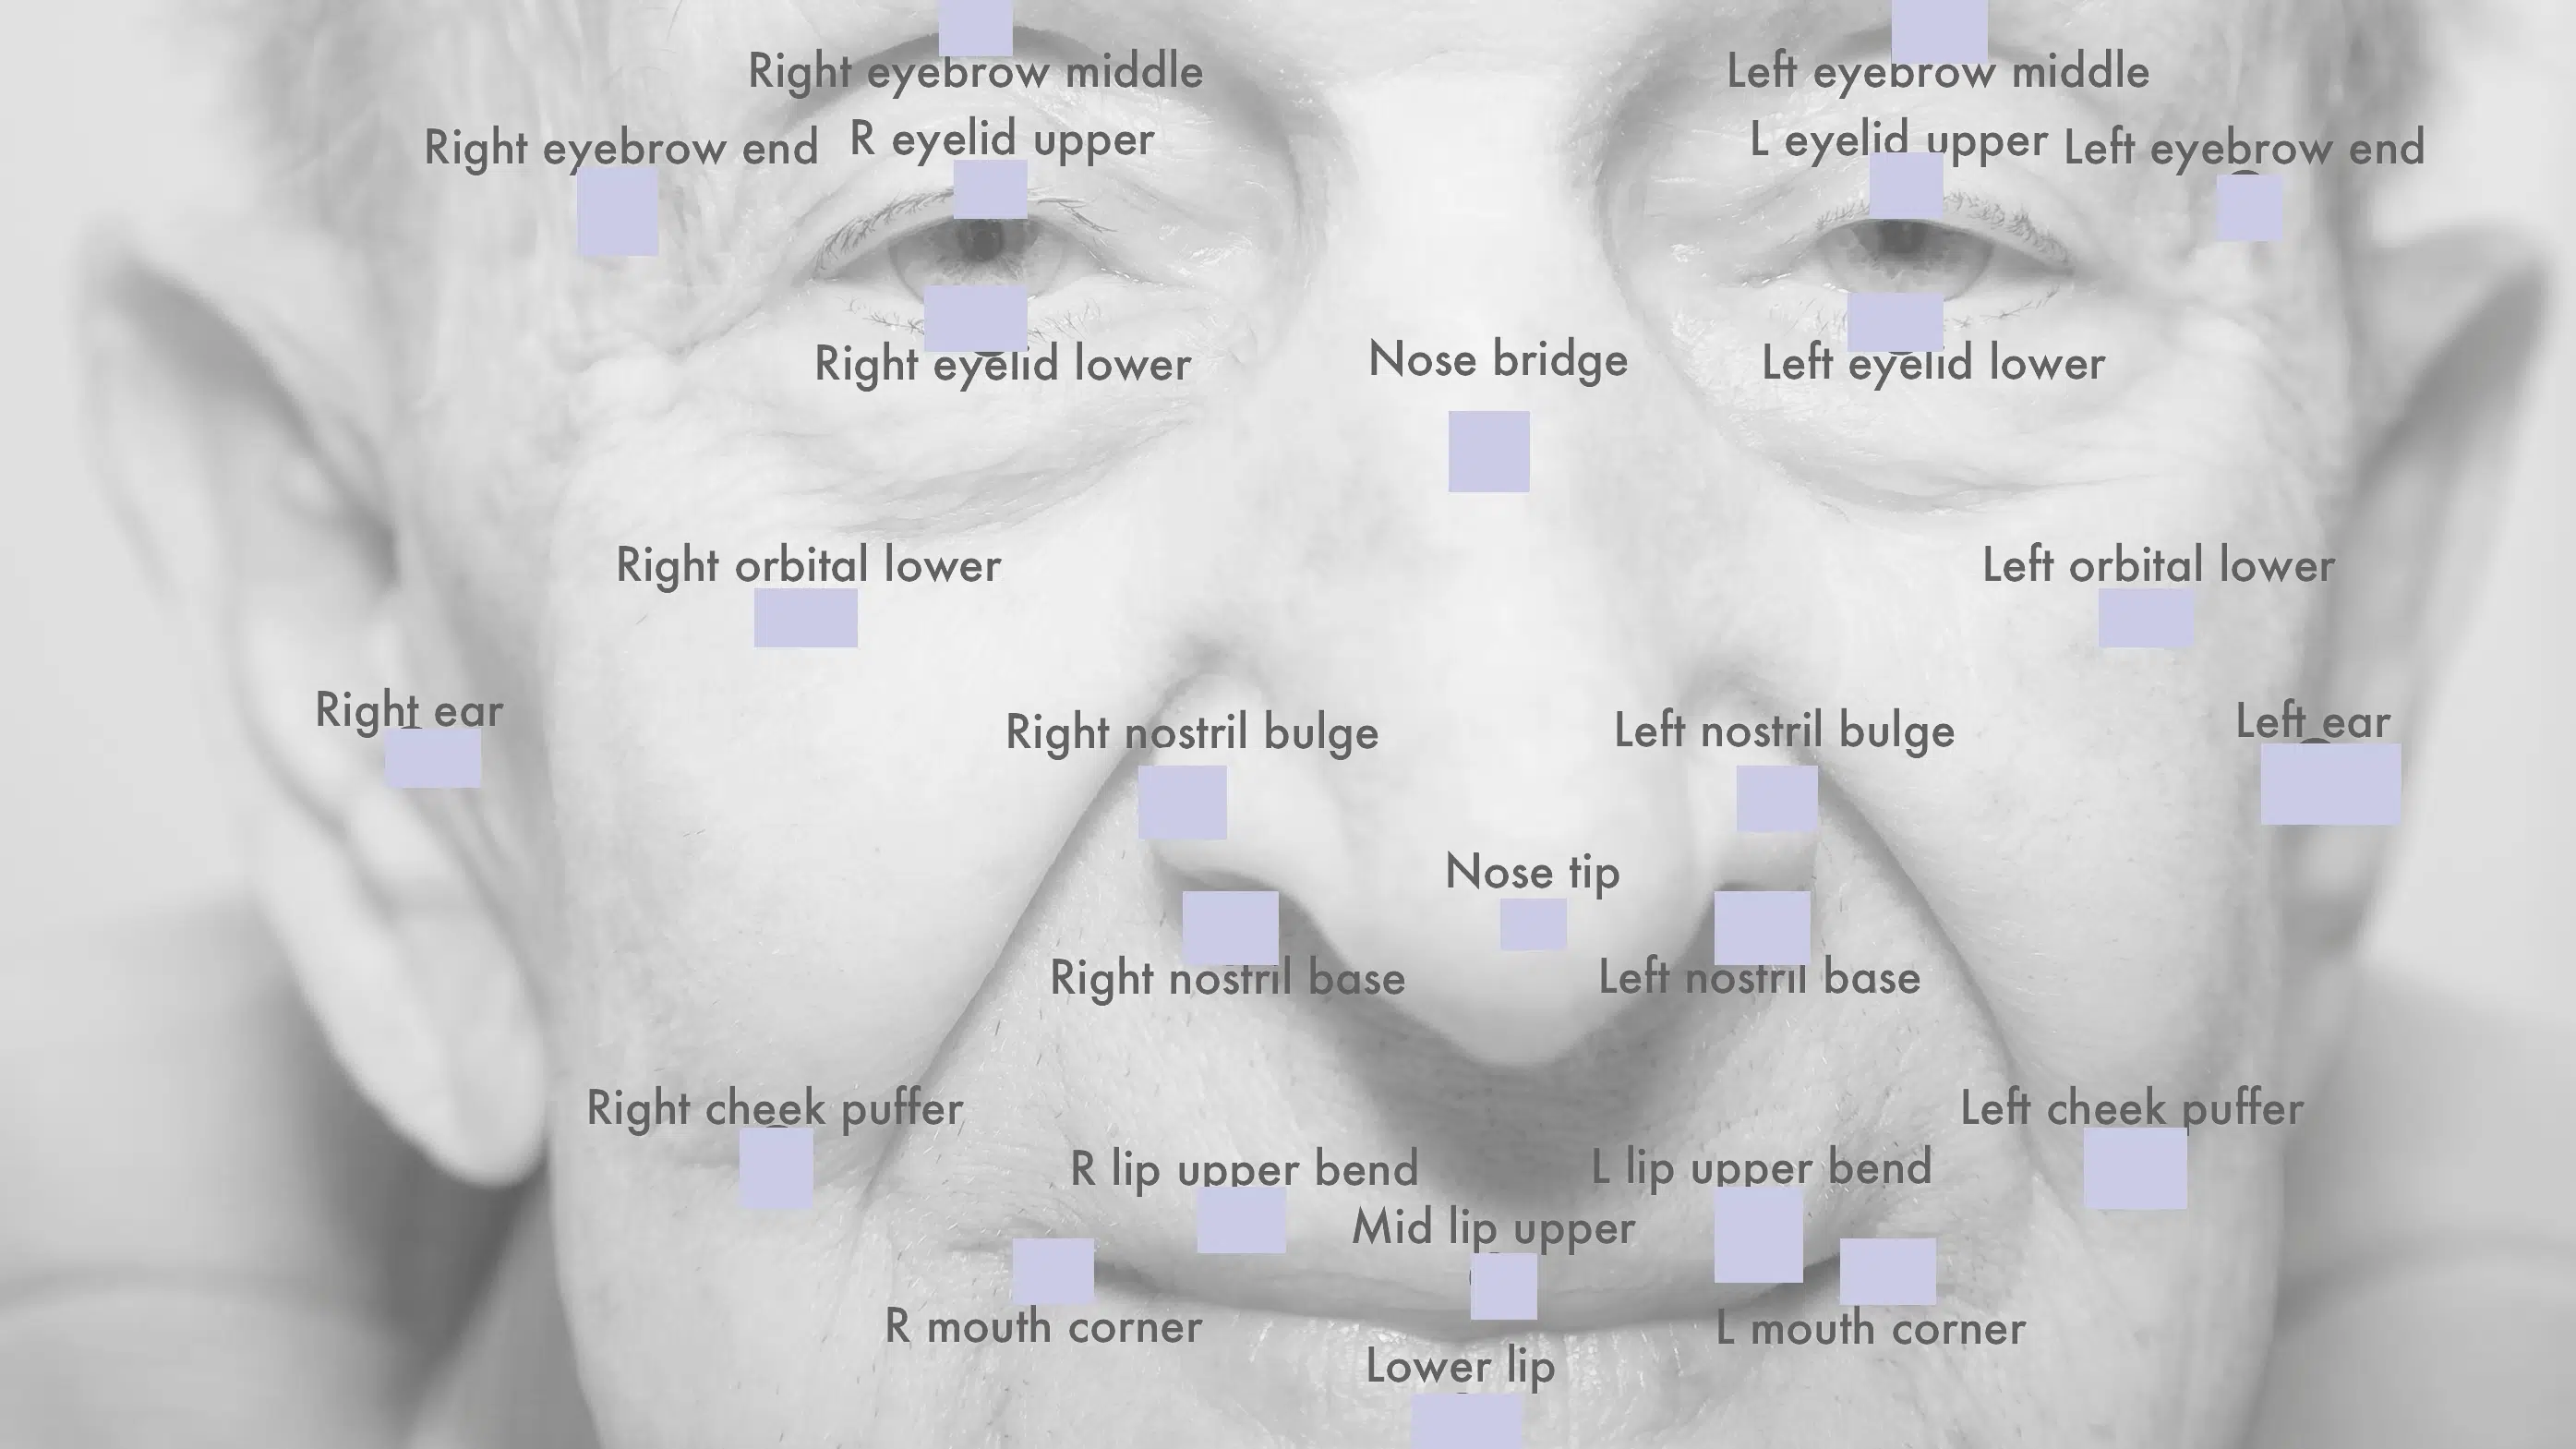 Right eyebrow middle
Left eyebrow middle
Right eyebrow end
R eyelid upper
L eyelid upper
Left eyebrow end
Right eyelid lower
Nose bridge
Left eyelid lower
Right orbital lower
Left orbital lower
Right ear
Right nostril bulge
Left nostril bulge
Left ear
Nose tip
Right nostril base
Left nostril base
Right cheek puffer
Left cheek puffer
R lip upper bend
L lip upper bend
Mid lip upper
R mouth corner
L mouth corner
Lower lip